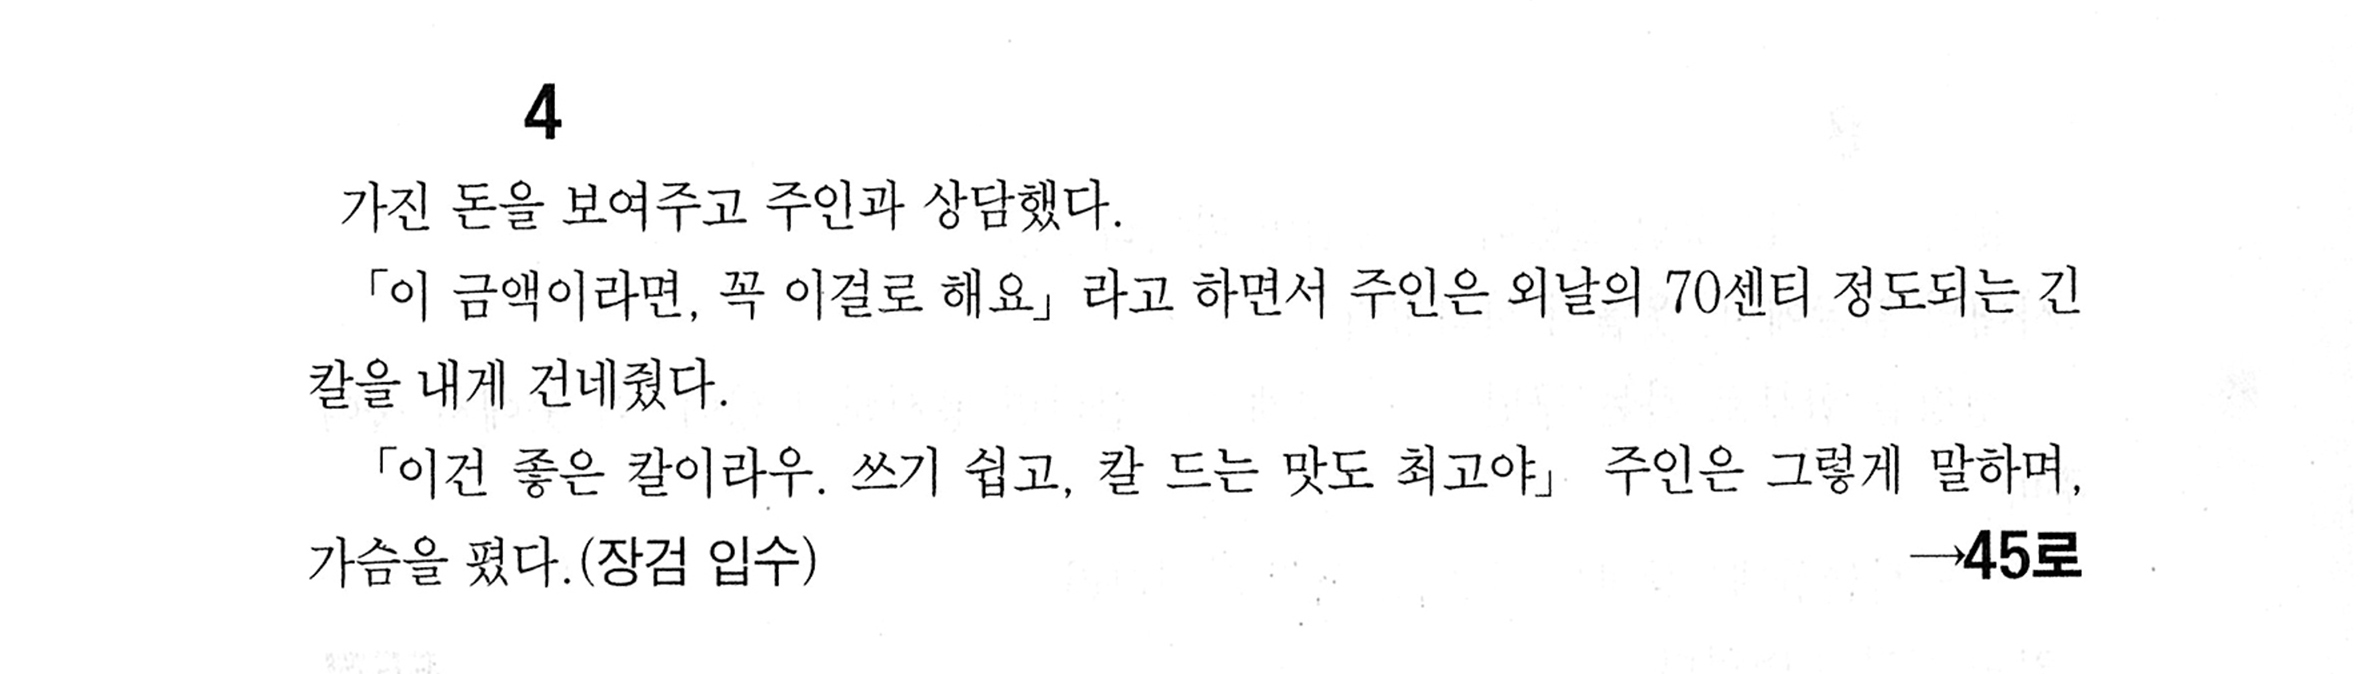 4
가진 돈을 보여주고 주인과 상담했다.
「이 금액이라면, 꼭 이걸로 해요」라고 하면서 주인은 외날의 70센티 정도되는 긴
칼을 내게 건네줬다.
「이건 좋은 칼이라우. 쓰기 쉽고, 칼 드는 맛도 최고야」 주인은 그렇게 말하며,
가슴을 폈다.(장검 입수) →45로